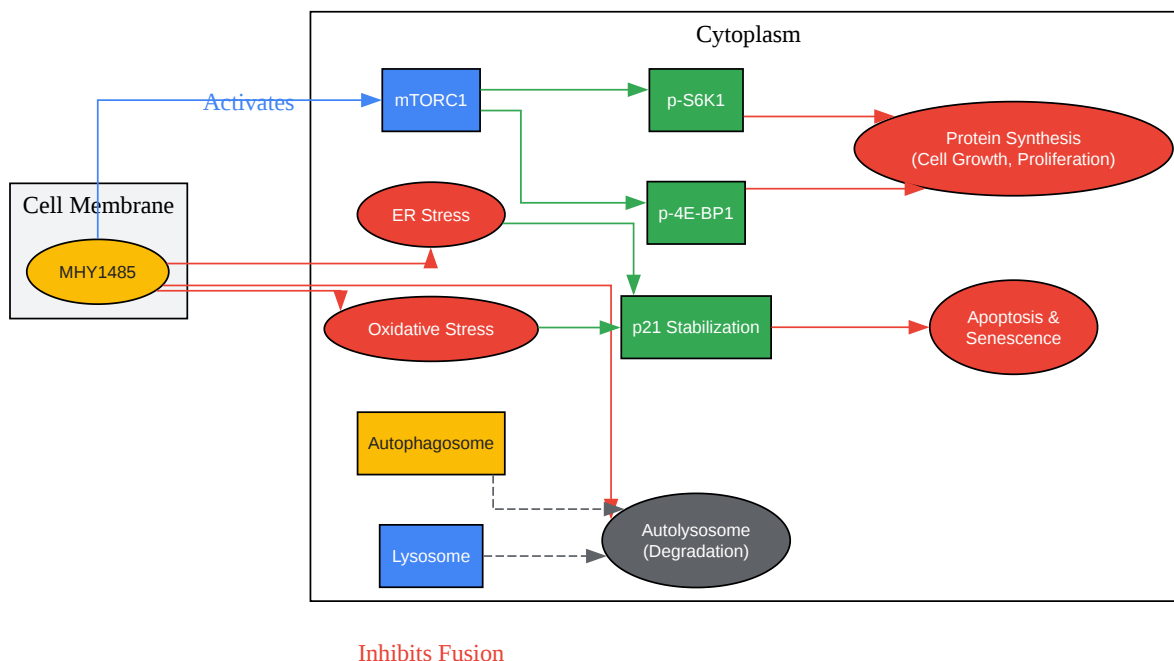 Cytoplasm
Activates
mTORC1
p-S6K1
Protein Synthesis
(Cell Growth, Proliferation)
Cell Membrane
ER Stress
p-4E-BP1
MHY1485
Oxidative Stress
p21 Stabilization
Apoptosis &
Senescence
Autophagosome
Autolysosome
(Degradation)
Lysosome
Inhibits Fusion